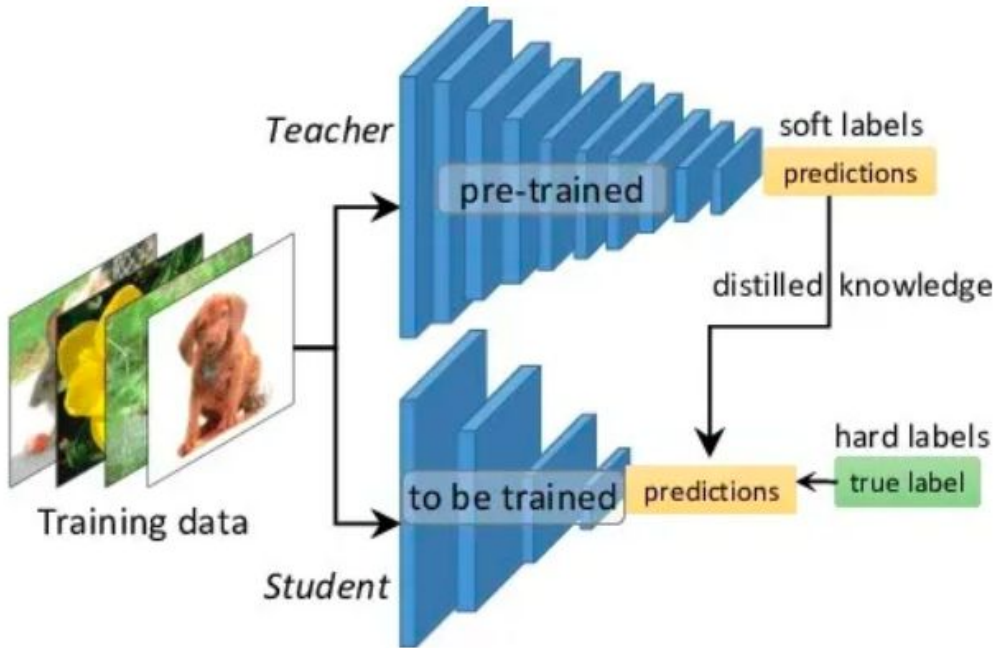 Teacher
pre-trained
soft labels
predictions
distilled knowledge
Training data
to be trained
predictions
hard labels
true label
Student